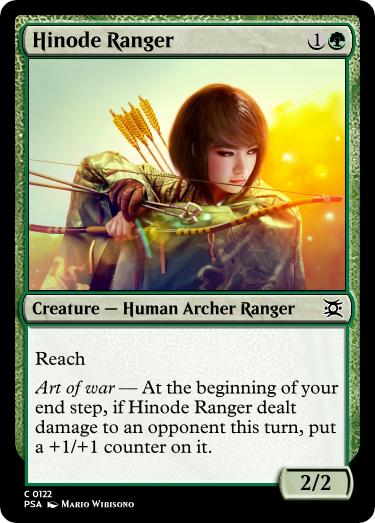 Hinode Ranger 1
Creature — Human Archer Ranger
Reach
Art of war — At the beginning of your
end step, if Hinode Ranger dealt
damage to an opponent this turn, put
a +1/+1 counter on it.
2/2
C 0122
PSA Mario Wibisono